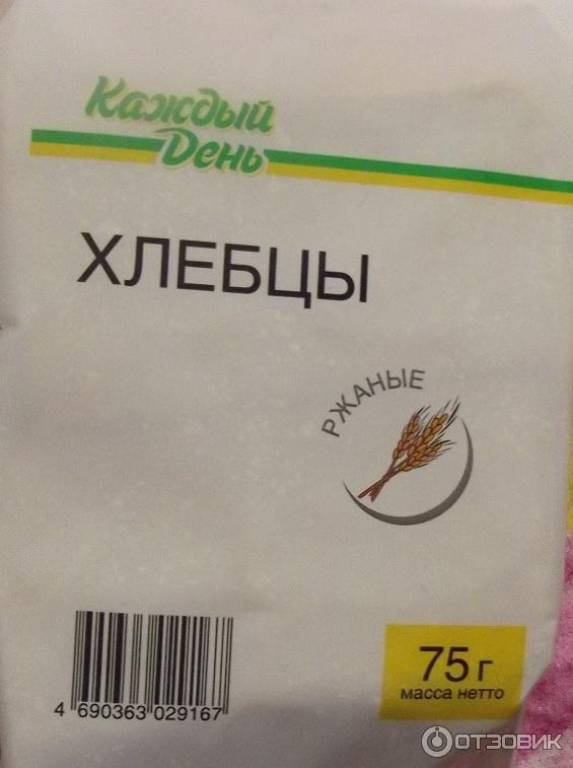 Каждый
День
ХЛЕБЦЫ
РЖАНЫЕ
75 г
масса нетто
4 690363 029167
ОТЗОВИК